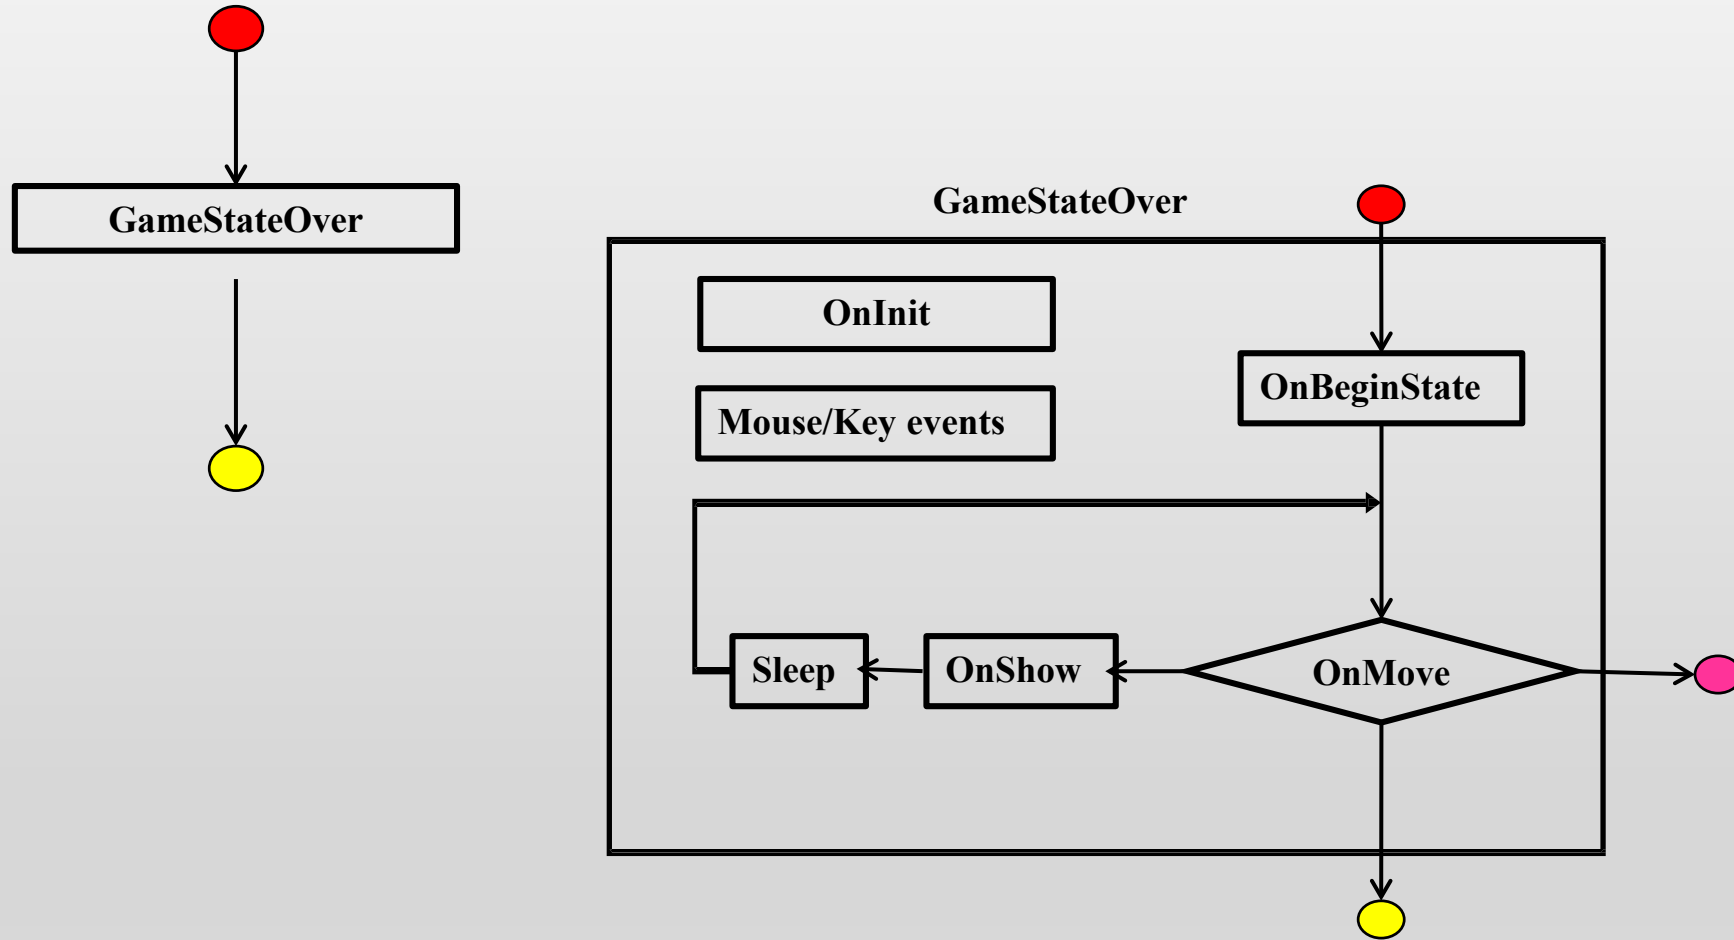 GameStateOver
GameStateOver
OnInit
OnBeginState
Mouse/Key events
Sleep
OnShow
OnMove